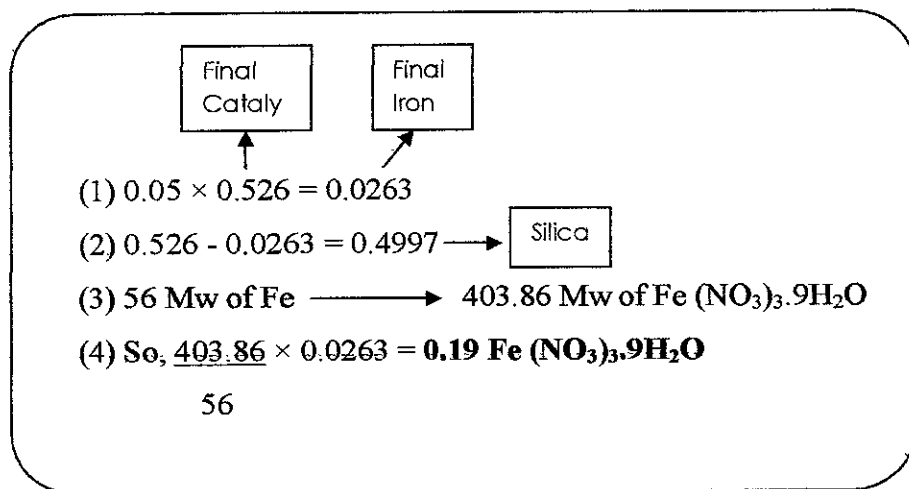 Final
Cataly
Final
Iron
(1) 0.05 × 0.526 = 0.0263
(2) 0.526 - 0.0263 = 0.4997
Silica
(3) 56 Mw of Fe 403.86 Mw of Fe (NO₃)₃.9H₂O
(4) So, 403.86 × 0.0263 = 0.19 Fe (NO₃)₃.9H₂O
56